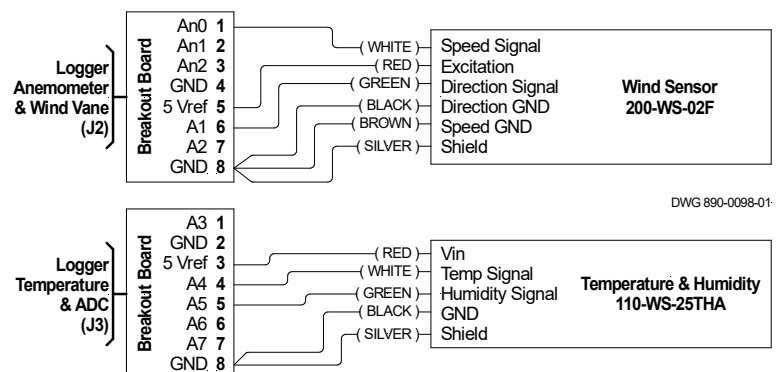 Logger
Anemometer
& Wind Vane
(J2)
Breakout Board
An0 1
An1 2
An2 3
GND 4
5 Vref 5
A1 6
A2 7
GND 8
(WHITE) Speed Signal
(RED) Excitation
(GREEN) Direction Signal
(BLACK) Direction GND
(BROWN) Speed GND
(SILVER) Shield
Wind Sensor
200-WS-02F
DWG 890-0098-01
Logger
Temperature
& ADC
(J3)
Breakout Board
A3 1
GND 2
5 Vref 3
A4 4
A5 5
A6 6
A7 7
GND 8
(RED) Vin
(WHITE) Temp Signal
(GREEN) Humidity Signal
(BLACK) GND
(SILVER) Shield
Temperature & Humidity
110-WS-25THA